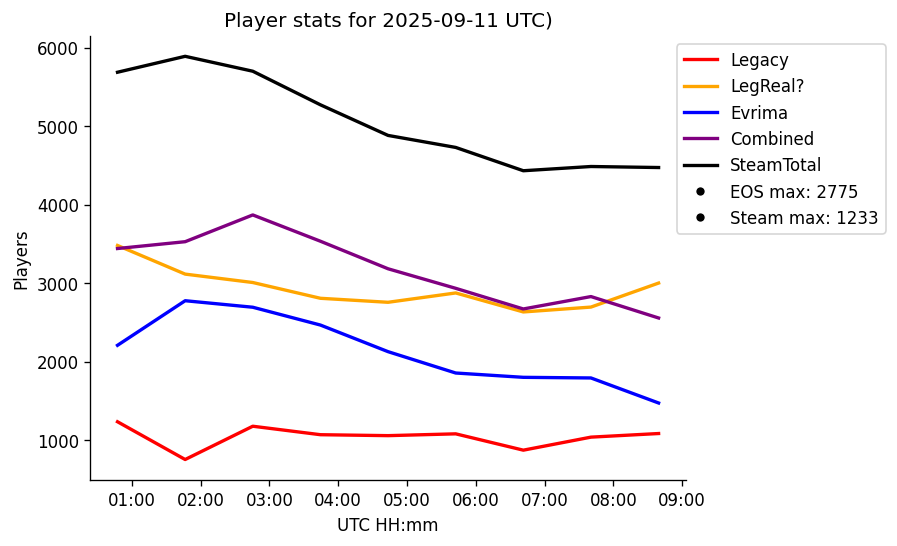 Player stats for 2025-09-11 UTC)
6000
5000
4000
3000
2000
1000
Players
01:00 02:00 03:00 04:00 05:00 06:00 07:00 08:00 09:00
UTC HH:mm
Legacy
LegReal?
Evrima
Combined
SteamTotal
EOS max: 2775
Steam max: 1233